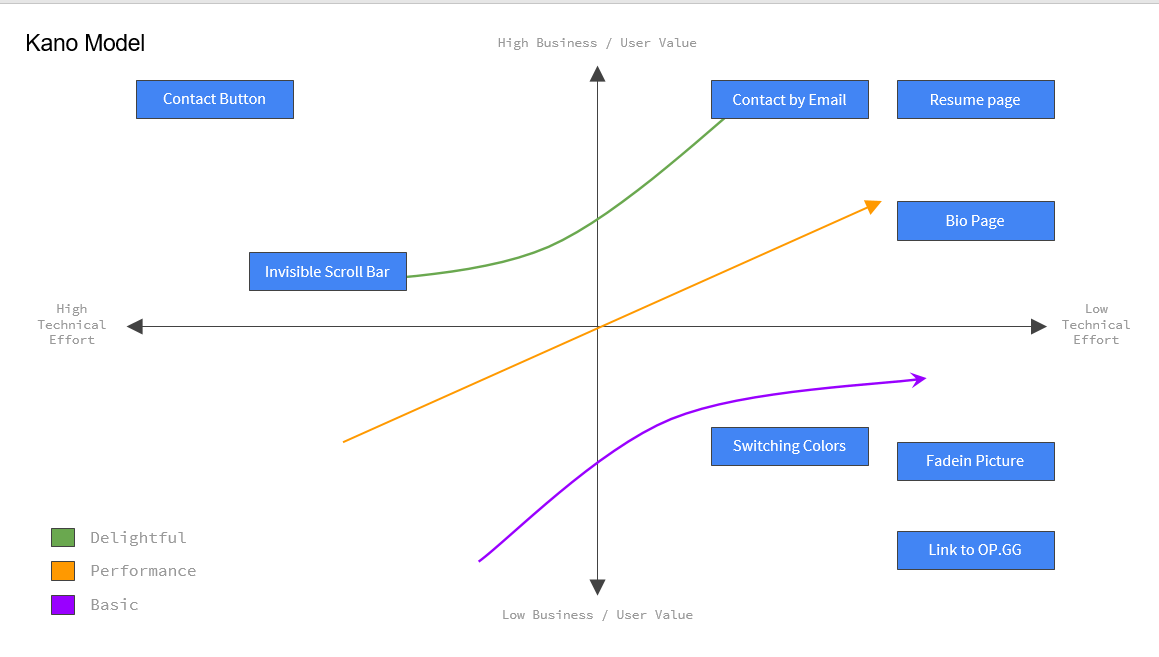 Kano Model
High Business / User Value
Contact Button
Contact by Email
Resume page
Bio Page
Invisible Scroll Bar
High
Technical
Effort
Low
Technical
Effort
Switching Colors
Fadein Picture
Link to OP.GG
Delightful
Performance
Basic
Low Business / User Value